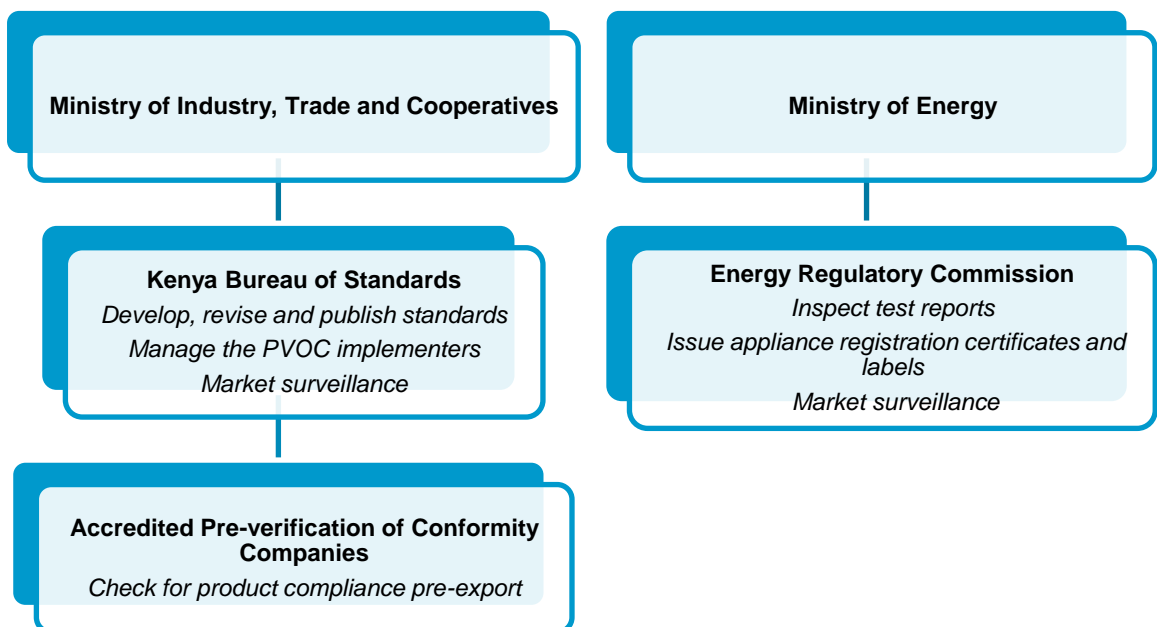 Ministry of Industry, Trade and Cooperatives
Kenya Bureau of Standards
Develop, revise and publish standards
Manage the PVOC implementers
Market surveillance
Accredited Pre-verification of Conformity
Companies
Check for product compliance pre-export
Ministry of Energy
Energy Regulatory Commission
Inspect test reports
Issue appliance registration certificates and
labels
Market surveillance